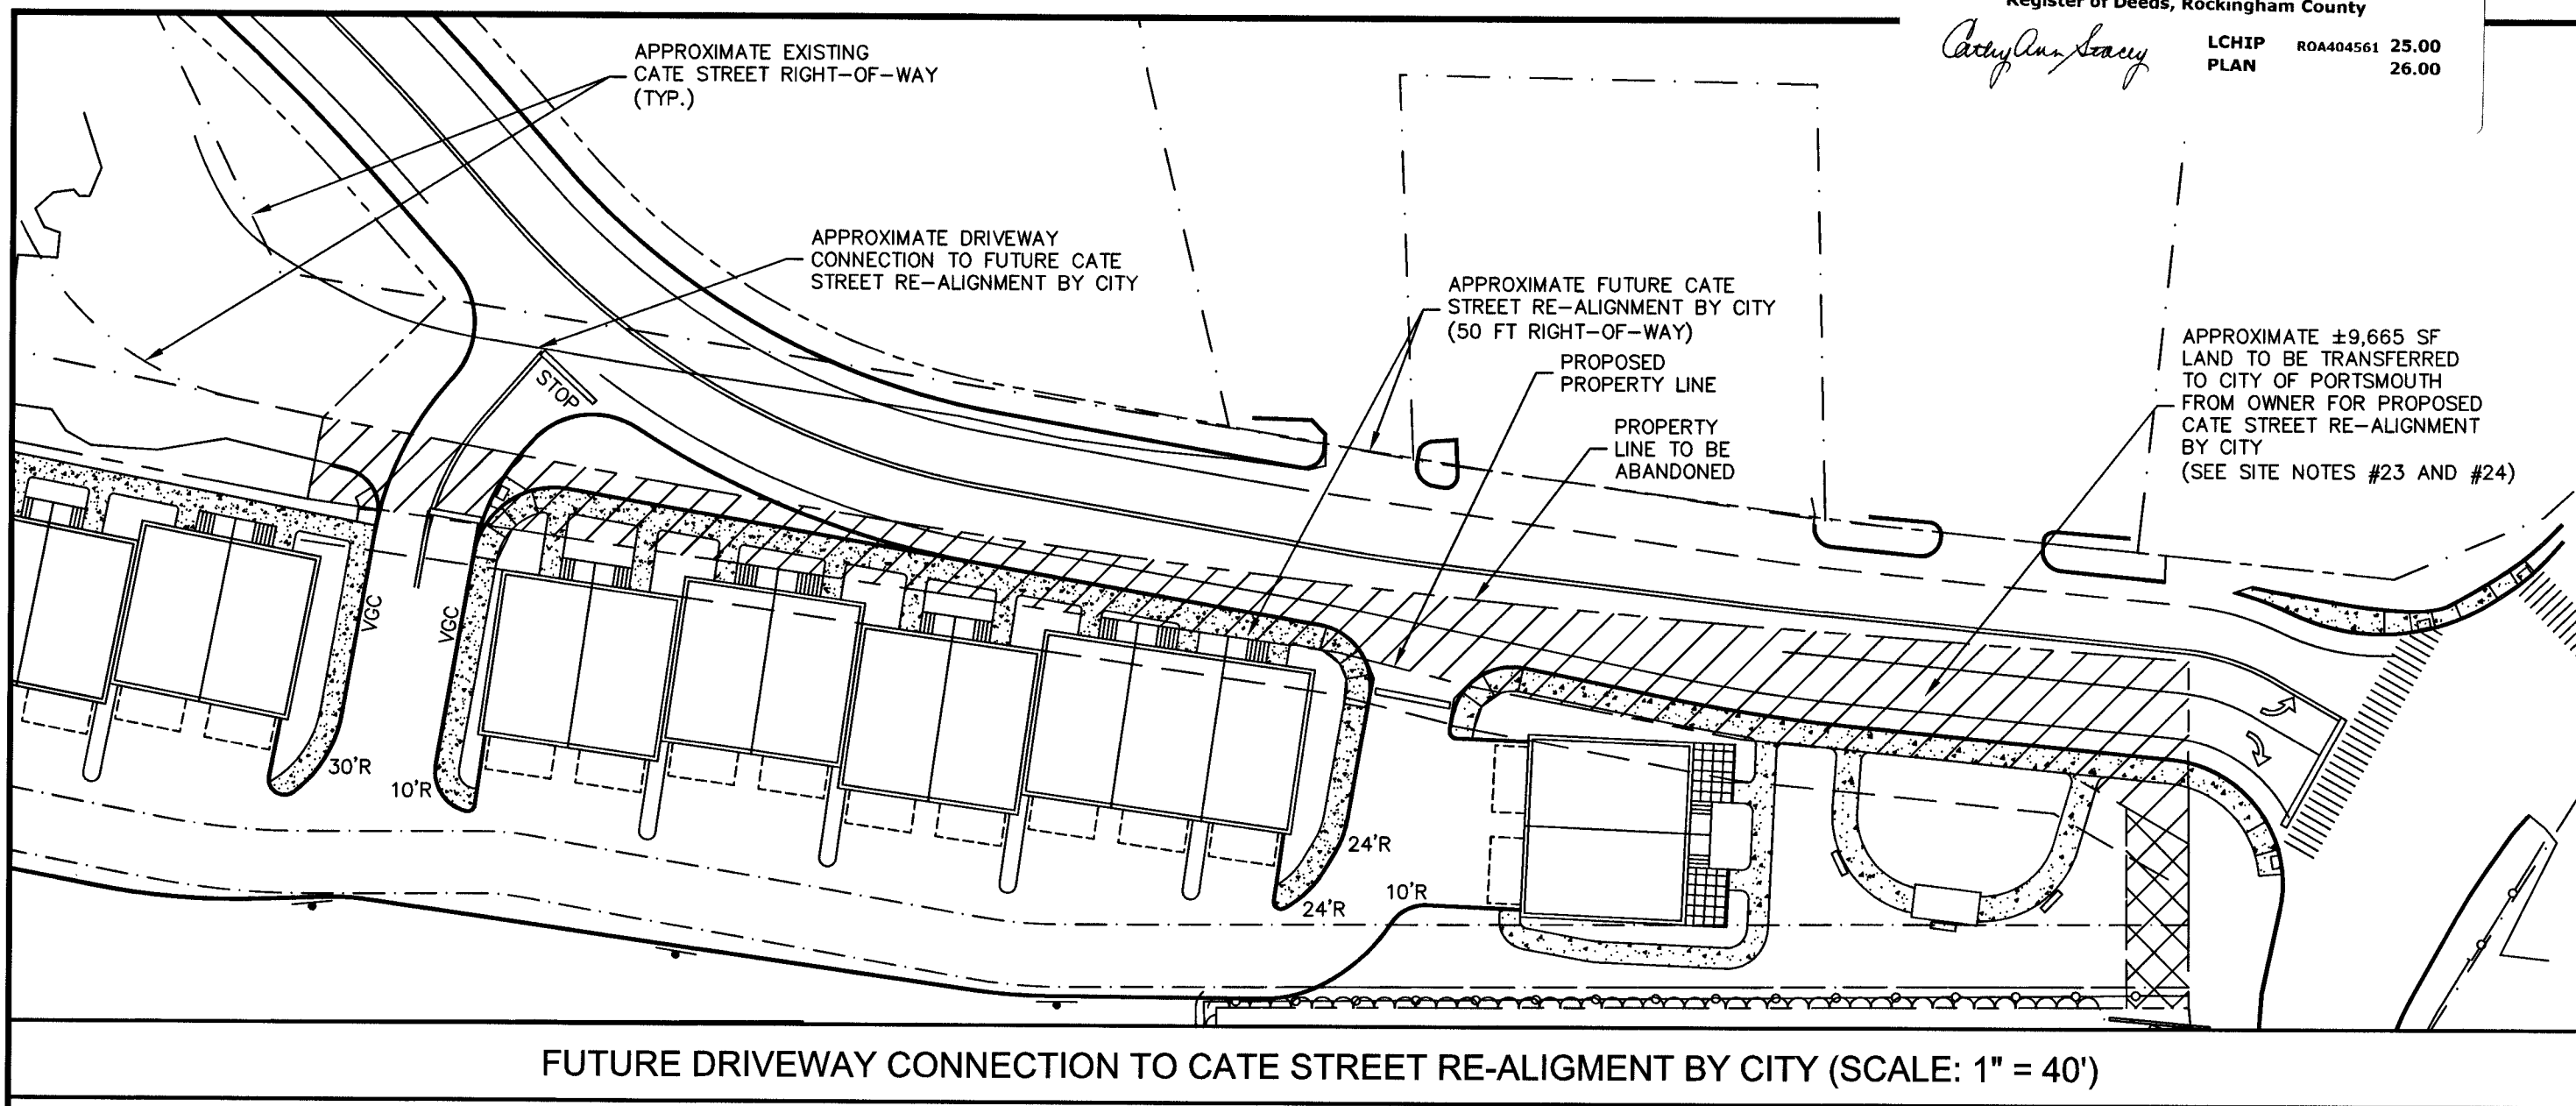 Register of Deeds, Rockingham County
Cathy Ann Stacey
LCHIP ROA404561 25.00
PLAN 26.00
APPROXIMATE EXISTING
CATE STREET RIGHT-OF-WAY
(TYP.)
APPROXIMATE DRIVEWAY
CONNECTION TO FUTURE CATE
STREET RE-ALIGNMENT BY CITY
APPROXIMATE FUTURE CATE
STREET RE-ALIGNMENT BY CITY
(50 FT RIGHT-OF-WAY)
PROPOSED
PROPERTY LINE
PROPERTY
LINE TO BE
ABANDONED
APPROXIMATE ±9,665 SF
LAND TO BE TRANSFERRED
TO CITY OF PORTSMOUTH
FROM OWNER FOR PROPOSED
CATE STREET RE-ALIGNMENT
BY CITY
(SEE SITE NOTES #23 AND #24)
STOP
VGC
VGC
30'R
10'R
24'R
24'R
10'R
FUTURE DRIVEWAY CONNECTION TO CATE STREET RE-ALIGMENT BY CITY (SCALE: 1" = 40')